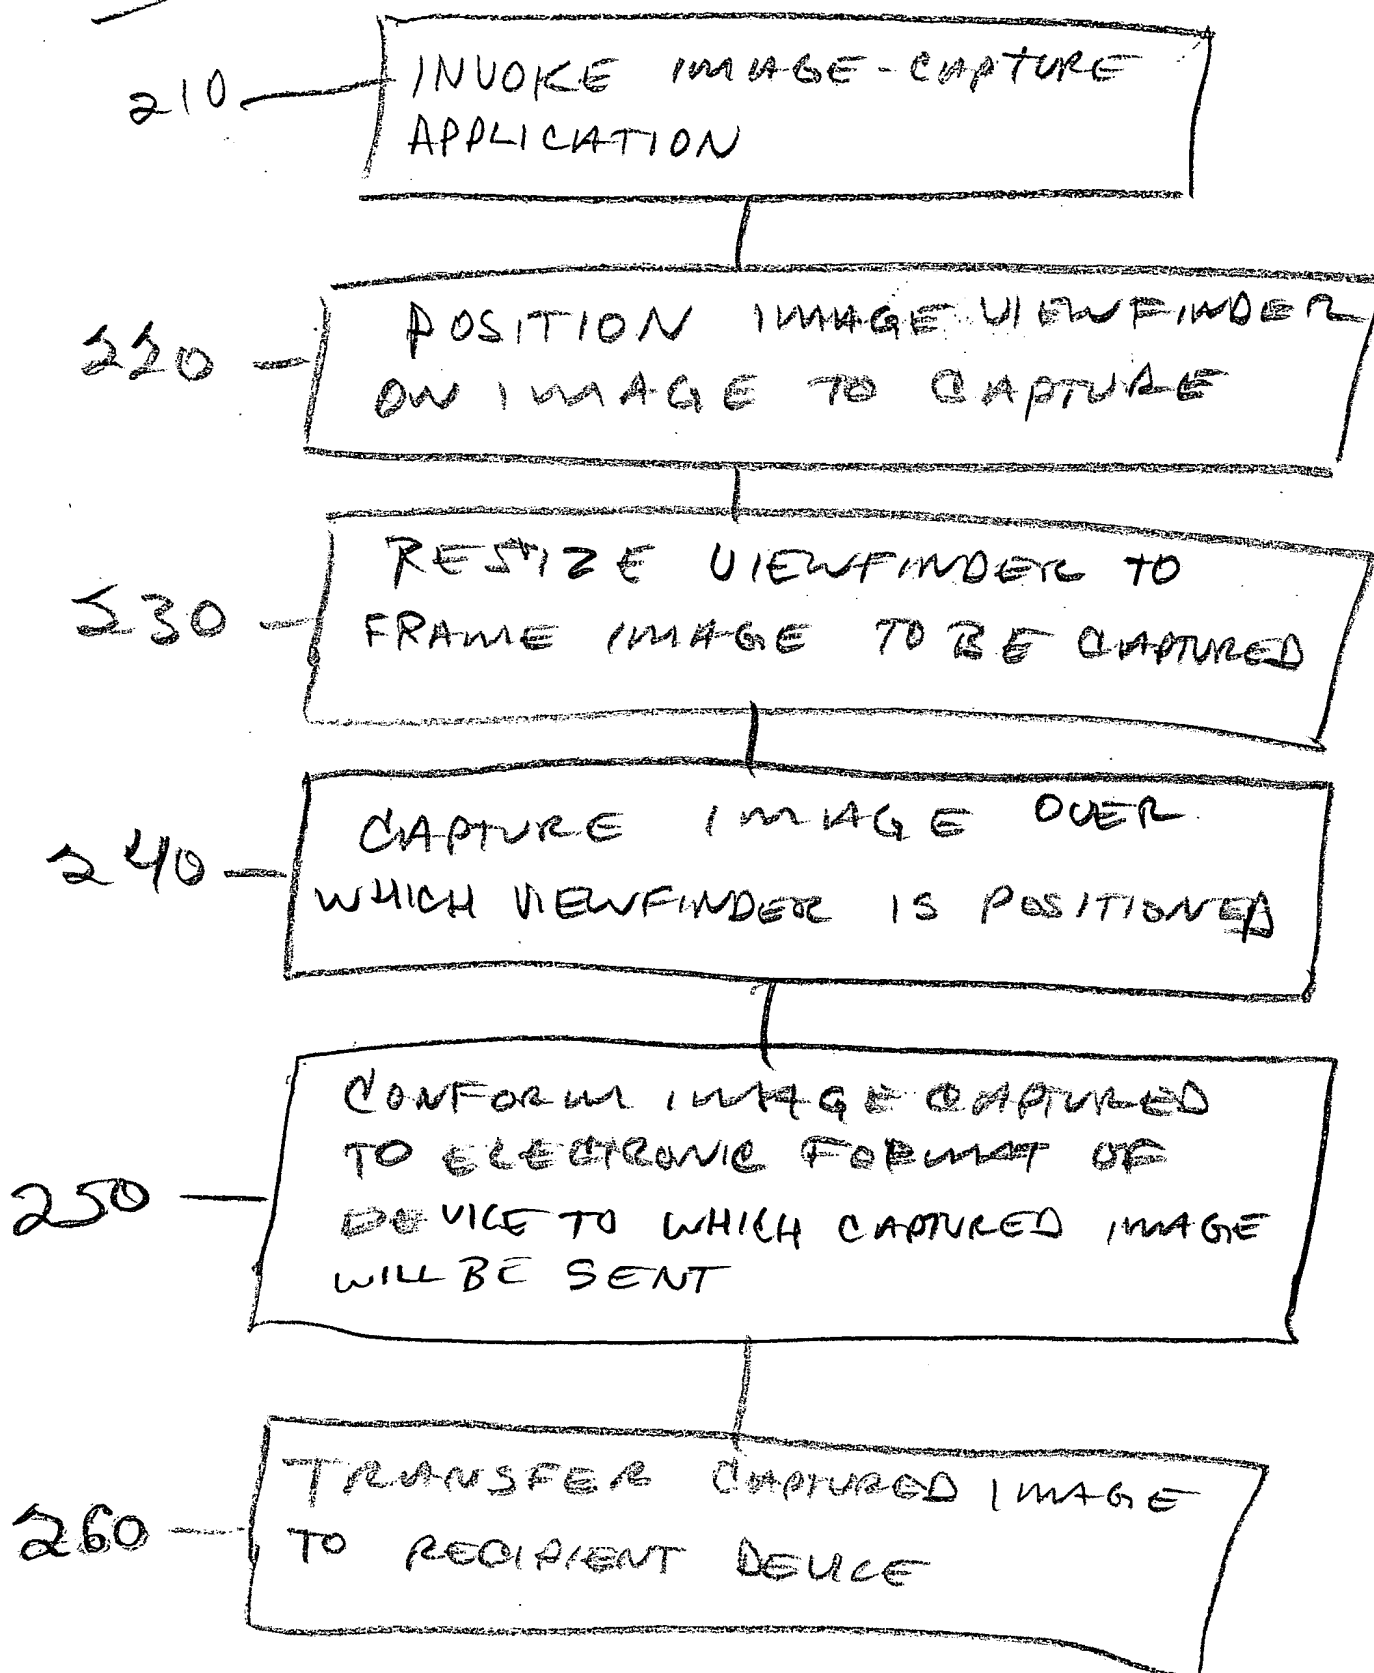 210
INVOKE IMAGE-CAPTURE
APPLICATION
220
POSITION IMAGE VIEWFINDER
ON IMAGE TO CAPTURE
230
RESIZE VIEWFINDER TO
FRAME IMAGE TO BE CAPTURED
240
CAPTURE IMAGE OVER
WHICH VIEWFINDER IS POSITIONED
250
CONFORM IMAGE CAPTURED
TO ELECTRONIC FORMAT OF
DEVICE TO WHICH CAPTURED IMAGE
WILL BE SENT
260
TRANSFER CAPTURED IMAGE
TO RECIPIENT DEVICE